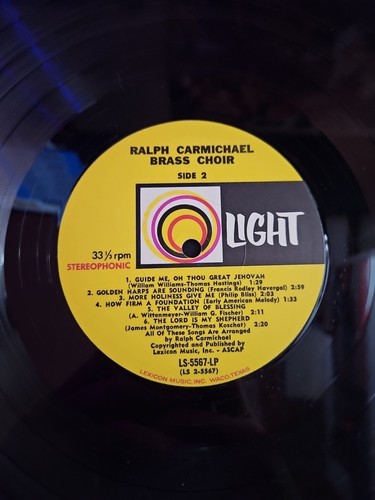 RALPH CARMICHAEL
BRASS CHOIR
SIDE 2
LIGHT
33 1/3 rpm
STEREOPHONIC
1. GUIDE ME, OH THOU GREAT JEHOVAH
(William Williams-Thomas Hastings) 1:29
2. GOLDEN HARPS ARE SOUNDING (Francis Rodley Havergal) 2:59
3. MORE HOLINESS GIVE ME (Philip Bliss) 2:03
4. HOW FIRM A FOUNDATION (Early American Melody) 1:33
5. THE VALLEY OF BLESSING
(A. Wittenmeyer-William G. Fischer) 2:11
6. THE LORD IS MY SHEPHERD
(James Montgomery-Thomas Koschat) 2:20
All Of These Songs Are Arranged
by Ralph Carmichael
Copyrighted and Published by
Lexicon Music, Inc. - ASCAP
LS-5567-LP
(LS 2-5567)
LEXICON MUSIC, INC. WACO, TEXAS